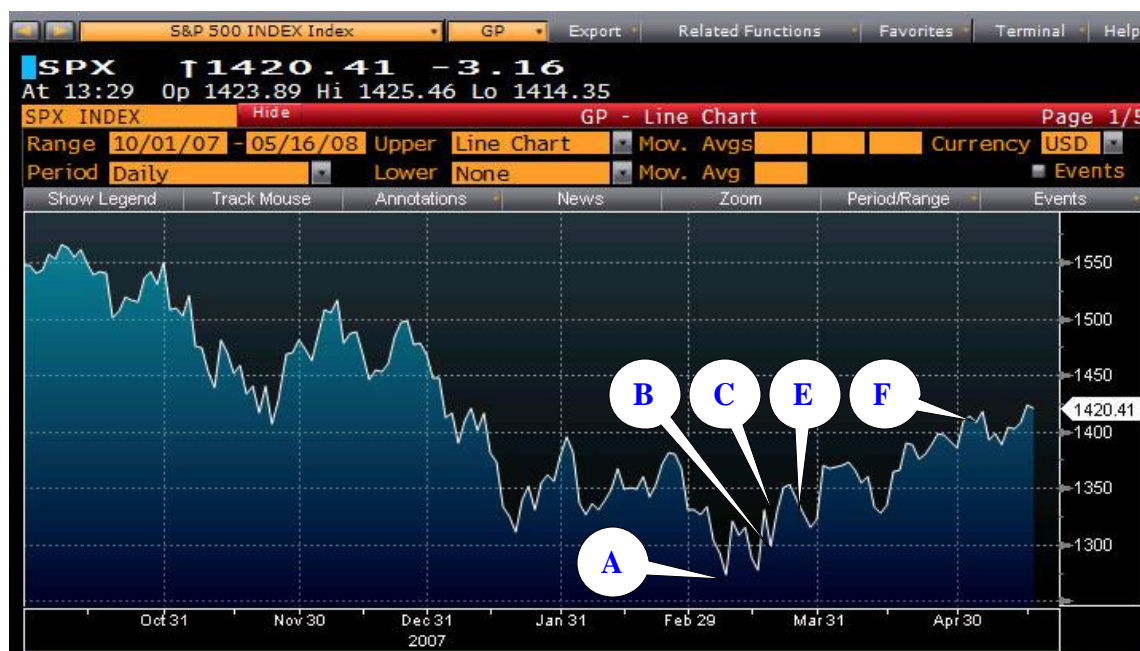 S&P 500 INDEX Index GP Export Related Functions Favorites Terminal Help
SPX ↑1420.41 -3.16
At 13:29 Op 1423.89 Hi 1425.46 Lo 1414.35
SPX INDEX Hide GP - Line Chart Page 1/5
Range 10/01/07 - 05/16/08 Upper Line Chart Mov. Avgs Currency USD
Period Daily Lower None Mov. Avg Events
Show Legend Track Mouse Annotations News Zoom Period/Range Events
1550
1500
1450
B C E F
1420.41
1400
1350
A
1300
Oct 31 Nov 30 Dec 31 Jan 31 Feb 29 Mar 31 Apr 30
2007